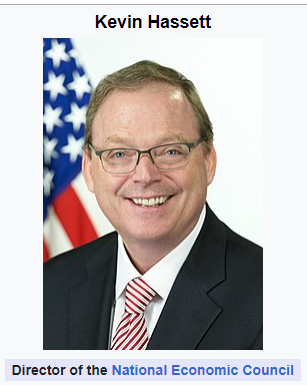 Kevin Hassett
Director of the National Economic Council